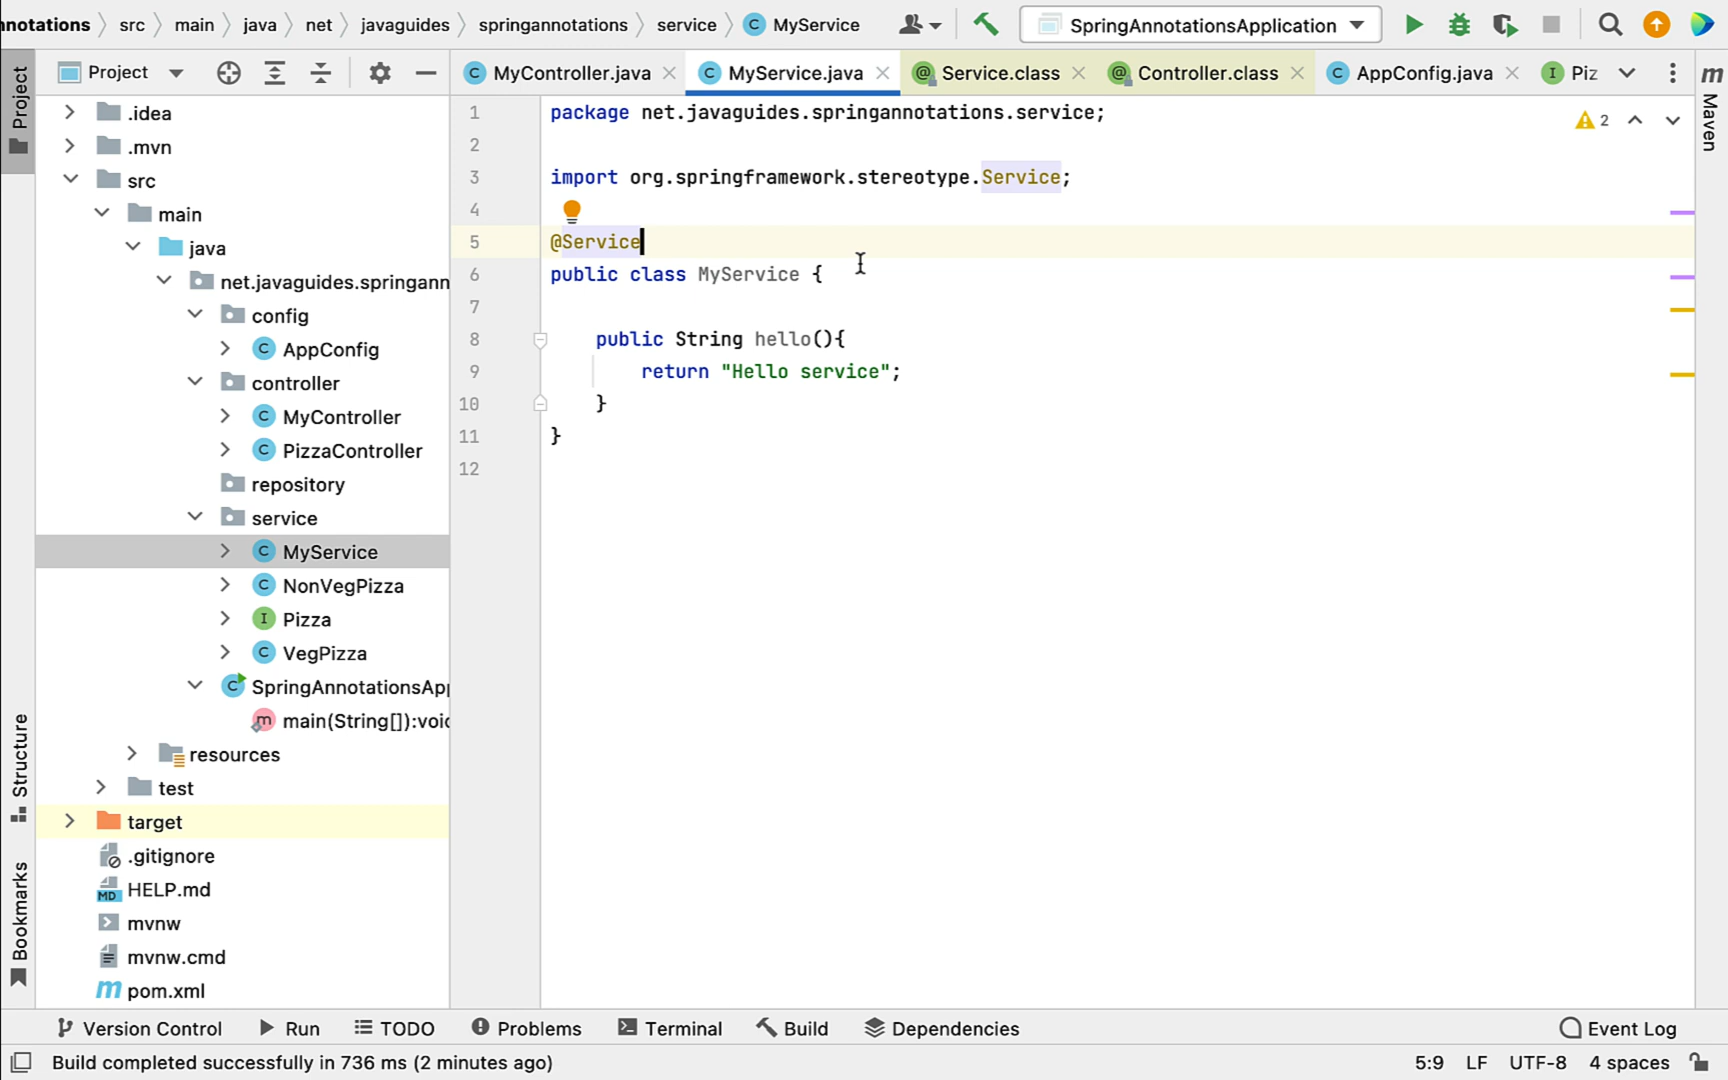 nnotations > src > main > java > net > javaguides > springannotations > service > C MyService
SpringAnnotationsApplication
Project
MyController.java
MyService.java
Service.class
Controller.class
AppConfig.java
Piz
Project
Maven
Structure
Bookmarks
.idea
.mvn
src
main
java
net.javaguides.springann
config
AppConfig
controller
MyController
PizzaController
repository
service
MyService
NonVegPizza
Pizza
VegPizza
SpringAnnotationsApp
main(String[]):void
resources
test
target
.gitignore
HELP.md
mvnw
mvnw.cmd
pom.xml
2
1 package net.javaguides.springannotations.service;
2
3 import org.springframework.stereotype.Service;
4
5 @Service
6 public class MyService {
7
8 public String hello(){
9 return "Hello service";
10 }
11 }
12
Version Control
Run
TODO
Problems
Terminal
Build
Dependencies
Event Log
Build completed successfully in 736 ms (2 minutes ago)
5:9 LF UTF-8 4 spaces